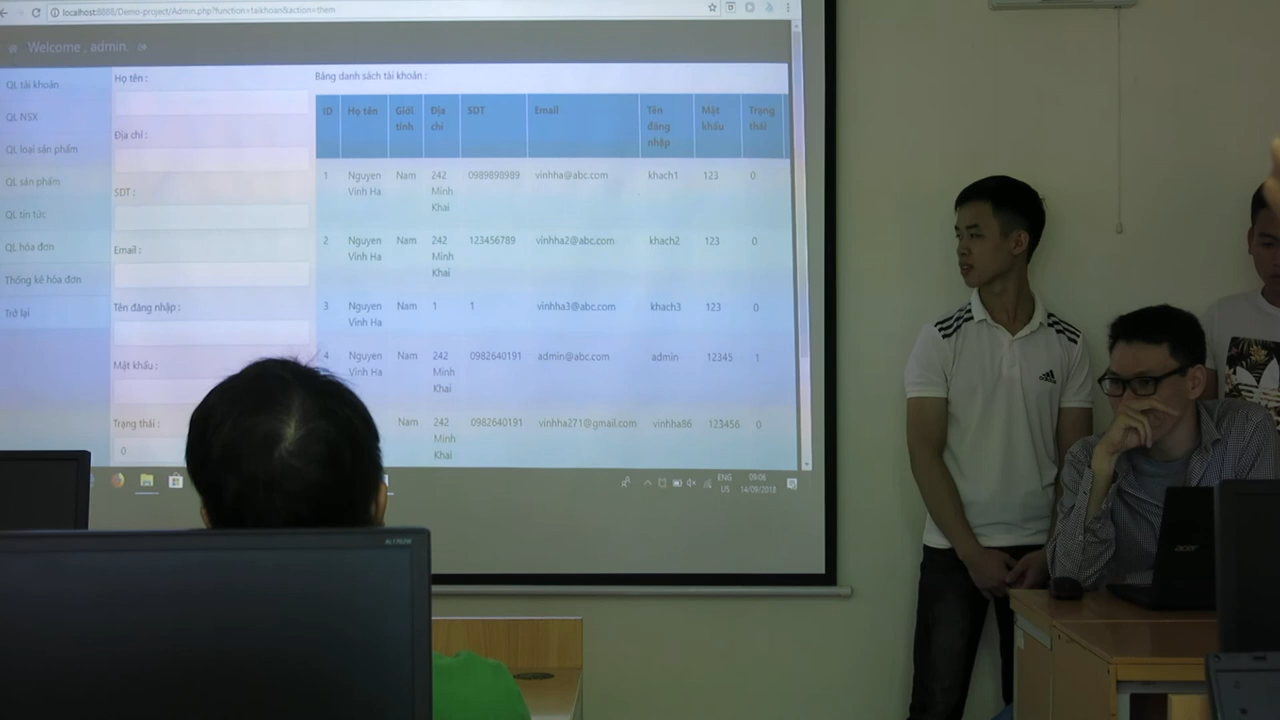 localhost:8888/Demo-project/Admin.php?function=taikhoan&action=them
Welcome , admin.
QL tài khoản
QL NSX
QL loại sản phẩm
QL sản phẩm
QL tin tức
QL hóa đơn
Thống kê hóa đơn
Trở lại
Họ tên :
Địa chỉ :
SDT :
Email :
Tên đăng nhập :
Mật khẩu :
Trạng thái :
0
Bảng danh sách tài khoản :
ID Họ tên Giới tính Địa chỉ SDT Email Tên đăng nhập Mật khẩu Trạng thái
1 Nguyen Vinh Ha Nam 242 Minh Khai 0989898989 vinhha@abc.com khach1 123 0
2 Nguyen Vinh Ha Nam 242 Minh Khai 123456789 vinhha2@abc.com khach2 123 0
3 Nguyen Vinh Ha Nam 1 1 vinhha3@abc.com khach3 123 0
4 Nguyen Vinh Ha Nam 242 Minh Khai 0982640191 admin@abc.com admin 12345 1
Nam 242 Minh Khai 0982640191 vinhha271@gmail.com vinhha86 123456 0
ENG
US
09:06
14/09/2018
adidas
acer